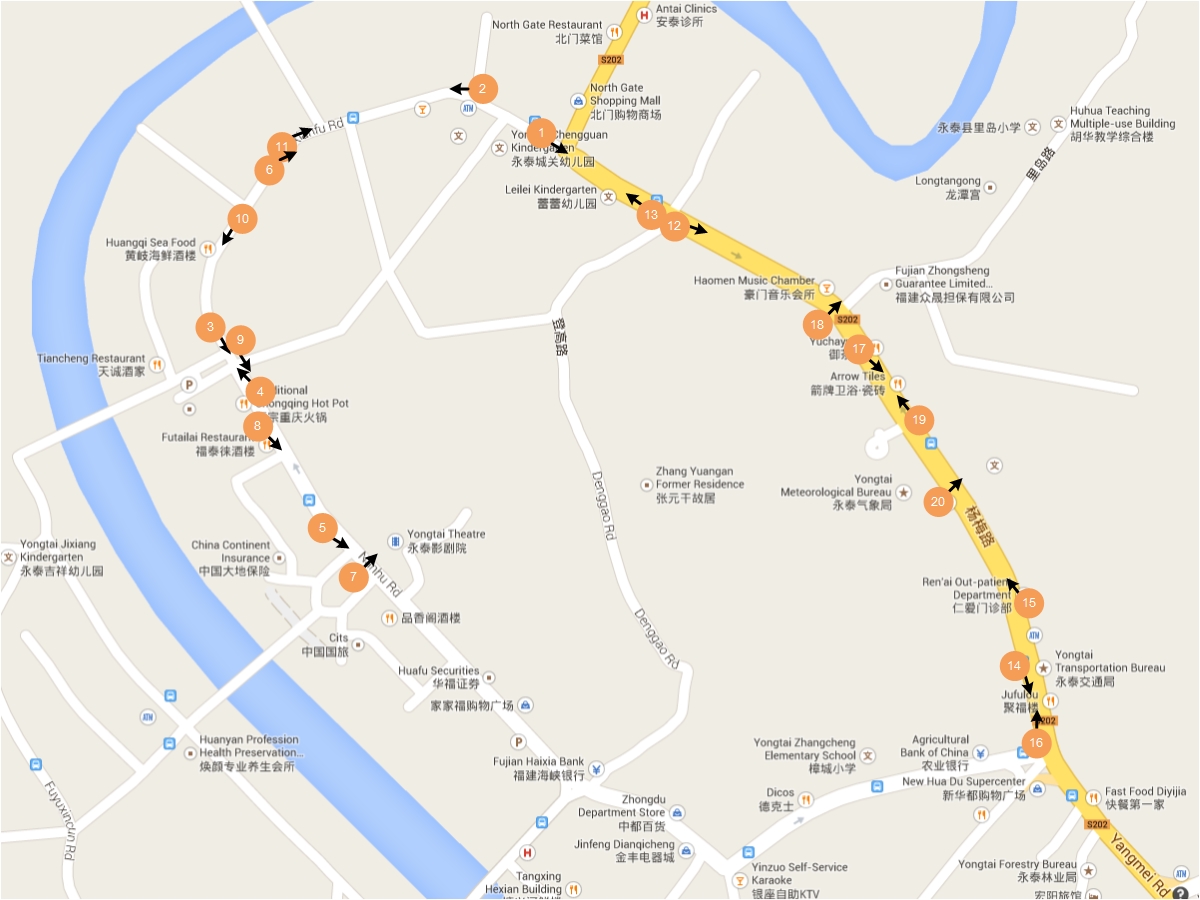 Antai Clinics
安泰诊所
North Gate Restaurant
北门菜馆
S202
2
North Gate
Shopping Mall
北门购物商场
1
Chengguan
永泰城关幼儿园
11
Rd
6
Huhua Teaching
Multiple-use Building
胡华教学综合楼
永泰县里岛小学
里岛路
Longtangong
龙潭宫
Leilei Kindergarten
蕾蕾幼儿园
13
12
10
Huangqi Sea Food
黄岐海鲜酒楼
Haomen Music Chamber
豪门音乐会所
Fujian Zhongsheng
Guarantee Limited...
福建众晟担保有限公司
18
S202
3
9
登高路
17
Tiancheng Restaurant
天诚酒家
P
Arrow Tiles
箭牌卫浴·瓷砖
4
Chongqing Hot Pot
宗重庆火锅
8
Futailai Restaurant
福泰徕酒楼
19
Zhang Yuangan
Former Residence
张元干故居
Yongtai
Meteorological Bureau
永泰气象局
20
Denggao Rd
杨梅路
5
Yongtai Theatre
永泰影剧院
Yongtai Jixiang
Kindergarten
永泰吉祥幼儿园
China Continent
Insurance
中国大地保险
7
Nanhu Rd
品香阁酒楼
Ren'ai Out-patient
Department
仁爱门诊部
15
ATM
Cits
中国国旅
Denggao Rd
14
Yongtai
Transportation Bureau
永泰交通局
Huafu Securities
华福证券
家家福购物广场
Jufulou
聚福楼
202
16
Huanyan Profession
Health Preservation...
焕颜专业养生会所
P
Fujian Haixia Bank
福建海峡银行
Yongtai Zhangcheng
Elementary School
樟城小学
Agricultural
Bank of China
农业银行
New Hua Du Supercenter
新华都购物广场
Dicos
德克士
Fast Food Diyijia
快餐第一家
Zhongdu
Department Store
中都百货
S202
Fuyuxincun Rd
Jinfeng Dianqicheng
金丰电器城
Yangmei Rd
Tangxing
Hexian Building
Yinzuo Self-Service
Karaoke
银座自助KTV
Yongtai Forestry Bureau
永泰林业局
宏阳旅馆
ATM
?